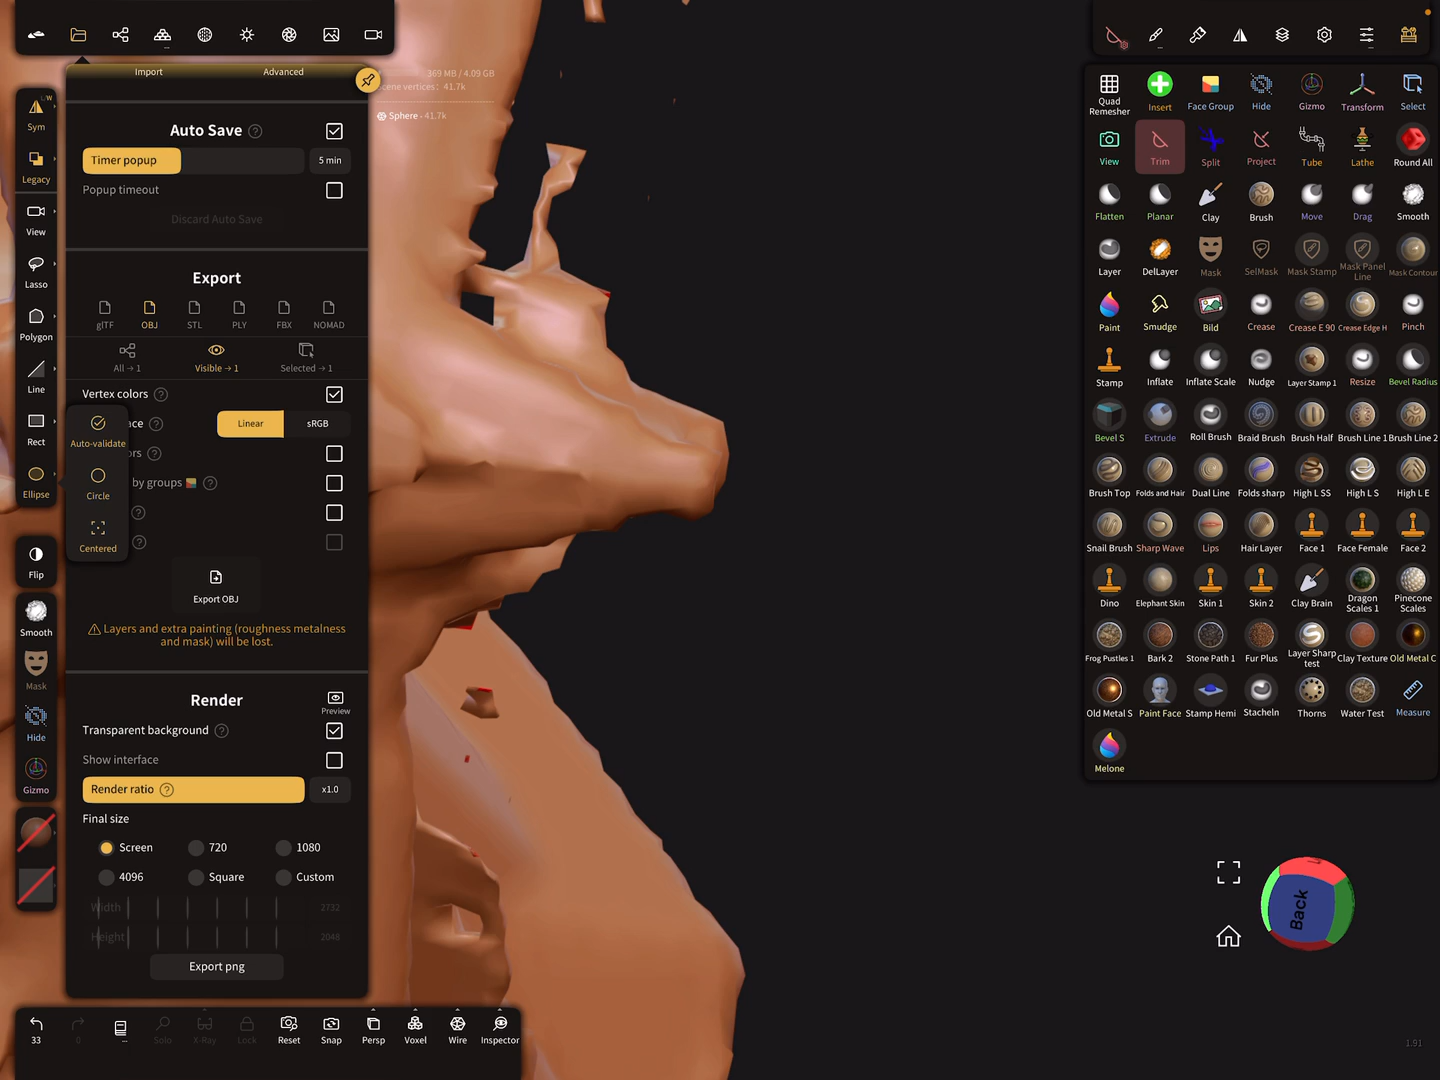 Import
Advanced
369 MB / 4.09 GB
cene vertices: 41.7k
Sphere - 41.7k
Auto Save
Timer popup
5 min
Popup timeout
Discard Auto Save
Export
glTF
OBJ
STL
PLY
FBX
NOMAD
All → 1
Visible → 1
Selected → 1
Vertex colors
ace
Linear
sRGB
ors
by groups
Export OBJ
Layers and extra painting (roughness metalness
and mask) will be lost.
Render
Preview
Transparent background
Show interface
Render ratio
x1.0
Final size
Screen
720
1080
4096
Square
Custom
Width
2732
Height
2048
Export png
Sym
Legacy
View
Lasso
Polygon
Line
Rect
Ellipse
Auto-validate
Circle
Centered
Flip
Smooth
Mask
Hide
Gizmo
33
0
Solo
X-Ray
Lock
Reset
Snap
Persp
Voxel
Wire
Inspector
Quad
Remesher
Insert
Face Group
Hide
Gizmo
Transform
Select
View
Trim
Split
Project
Tube
Lathe
Round All
Flatten
Planar
Clay
Brush
Move
Drag
Smooth
Layer
DelLayer
Mask
SelMask
Mask Stamp
Mask Panel
Line
Mask Contour
Paint
Smudge
Bild
Crease
Crease E 90
Crease Edge H
Pinch
Stamp
Inflate
Inflate Scale
Nudge
Layer Stamp 1
Resize
Bevel Radius
Bevel S
Extrude
Roll Brush
Braid Brush
Brush Half
Brush Line 1
Brush Line 2
Brush Top
Folds and Hair
Dual Line
Folds sharp
High L SS
High L S
High L E
Snail Brush
Sharp Wave
Lips
Hair Layer
Face 1
Face Female
Face 2
Dino
Elephant Skin
Skin 1
Skin 2
Clay Brain
Dragon
Scales 1
Pinecone
Scales
Frog Pustles 1
Bark 2
Stone Path 1
Fur Plus
Layer Sharp
test
Clay Texture
Old Metal C
Old Metal S
Paint Face
Stamp Hemi
Stacheln
Thorns
Water Test
Measure
Melone
Back
1.91